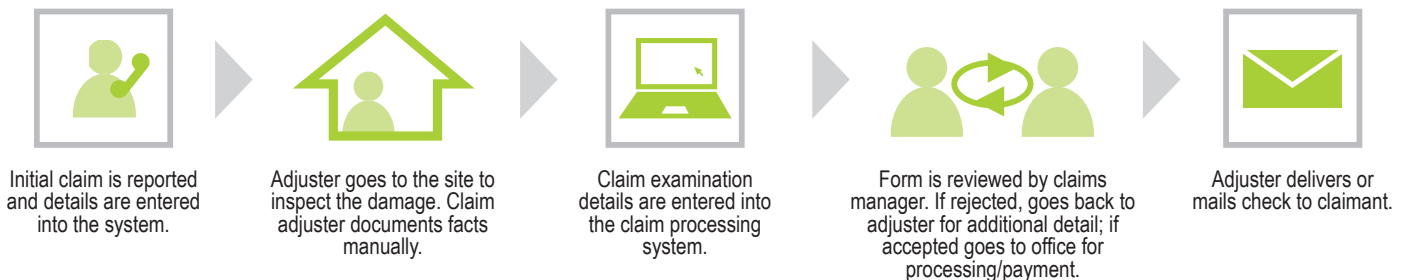 Initial claim is reported
and details are entered
into the system.
Adjuster goes to the site to
inspect the damage. Claim
adjuster documents facts
manually.
Claim examination
details are entered into
the claim processing
system.
Form is reviewed by claims
manager. If rejected, goes back to
adjuster for additional detail; if
accepted goes to office for
processing/payment.
Adjuster delivers or
mails check to claimant.